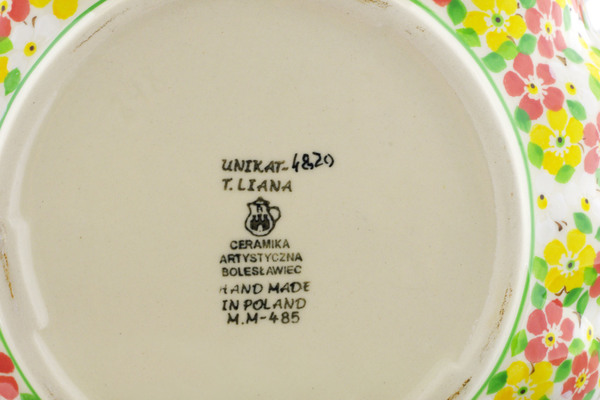 UNIKAT-4820
T. LIANA
CERAMIKA
ARTYSTYCZNA
BOLESŁAWIEC
HAND MADE
IN POLAND
M.M-485